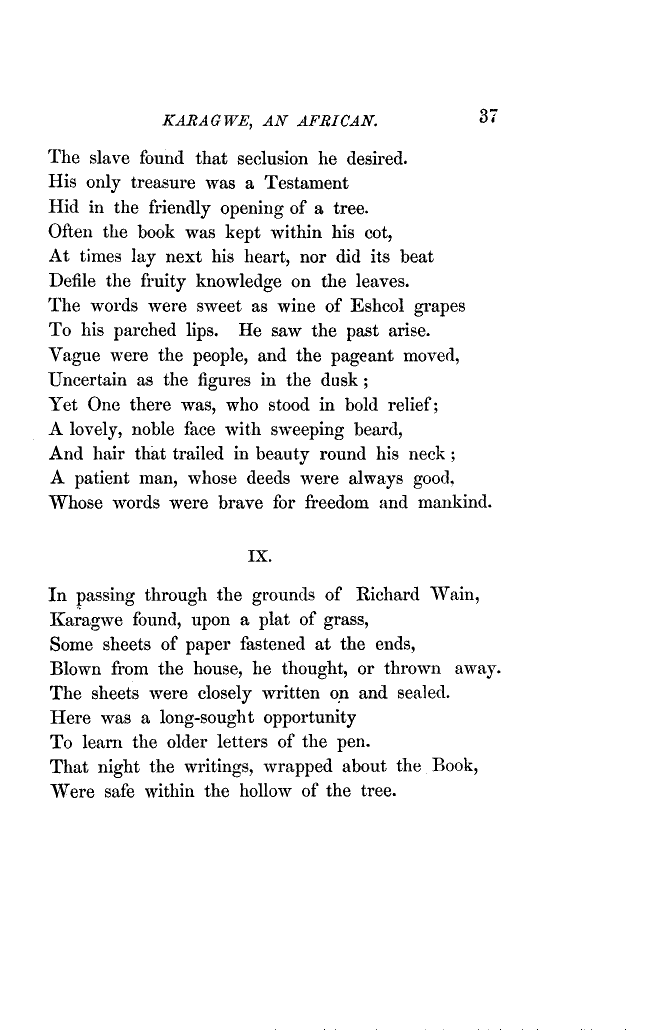 KARAGWE, AN AFRICAN. 37
The slave found that seclusion he desired.
His only treasure was a Testament
Hid in the friendly opening of a tree.
Often the book was kept within his cot,
At times lay next his heart, nor did its beat
Defile the fruity knowledge on the leaves.
The words were sweet as wine of Eshcol grapes
To his parched lips. He saw the past arise.
Vague were the people, and the pageant moved,
Uncertain as the figures in the dusk ;
Yet One there was, who stood in bold relief;
A lovely, noble face with sweeping beard,
And hair that trailed in beauty round his neck ;
A patient man, whose deeds were always good,
Whose words were brave for freedom and mankind.
IX.
In passing through the grounds of Richard Wain,
Karagwe found, upon a plat of grass,
Some sheets of paper fastened at the ends,
Blown from the house, he thought, or thrown away.
The sheets were closely written on and sealed.
Here was a long-sought opportunity
To learn the older letters of the pen.
That night the writings, wrapped about the Book,
Were safe within the hollow of the tree.